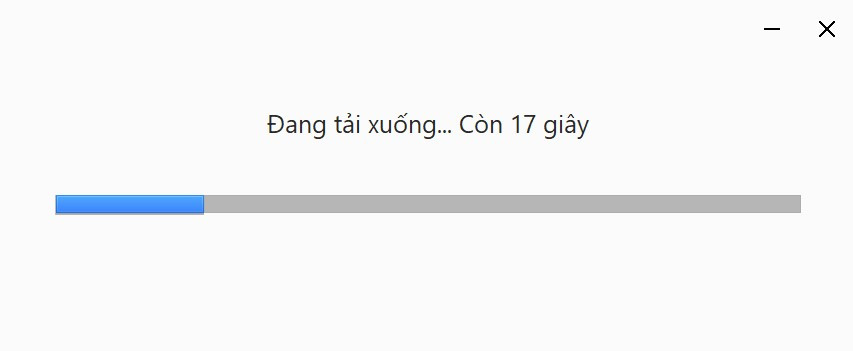 Đang tải xuống... Còn 17 giây